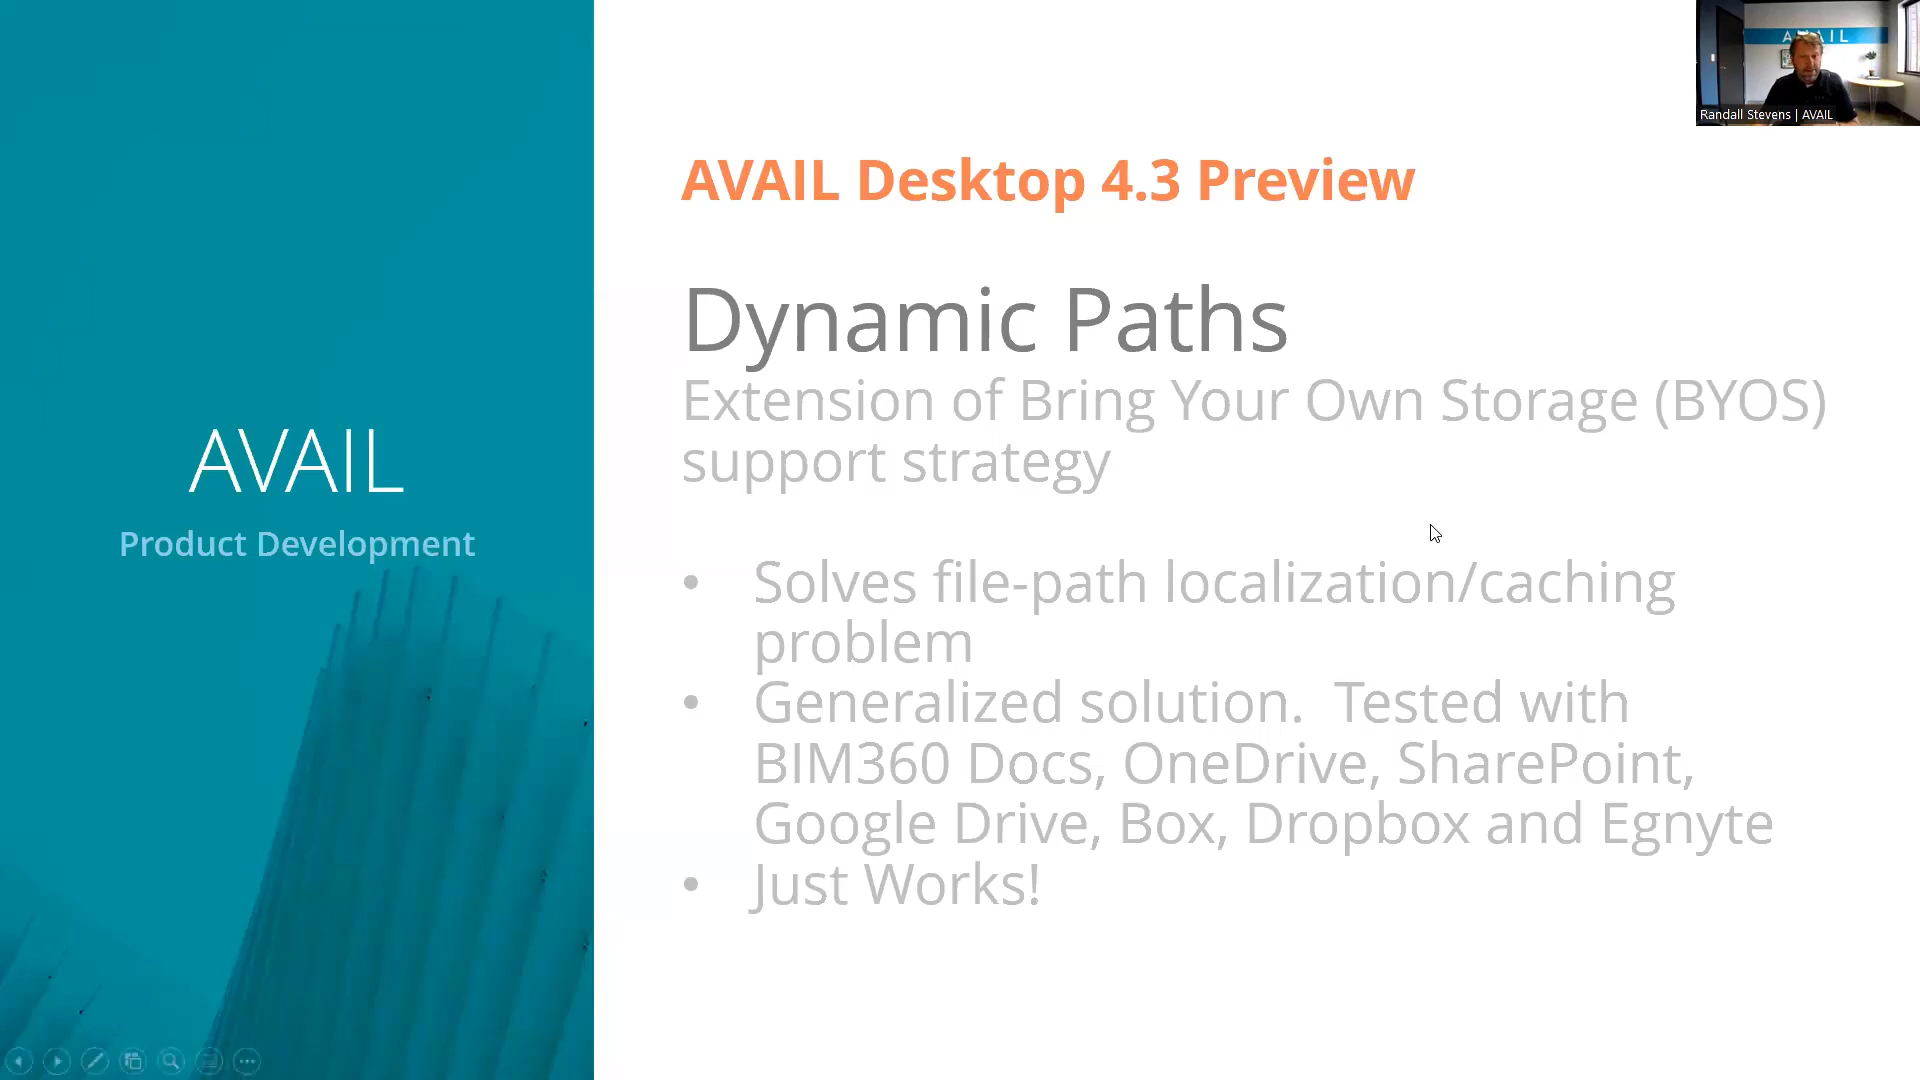 AVAIL
Product Development
AVAIL Desktop 4.3 Preview
Dynamic Paths
Extension of Bring Your Own Storage (BYOS)
support strategy
• Solves file-path localization/caching
problem
• Generalized solution.  Tested with
BIM360 Docs, OneDrive, SharePoint,
Google Drive, Box, Dropbox and Egnyte
• Just Works!
AVAIL
Randall Stevens | AVAIL